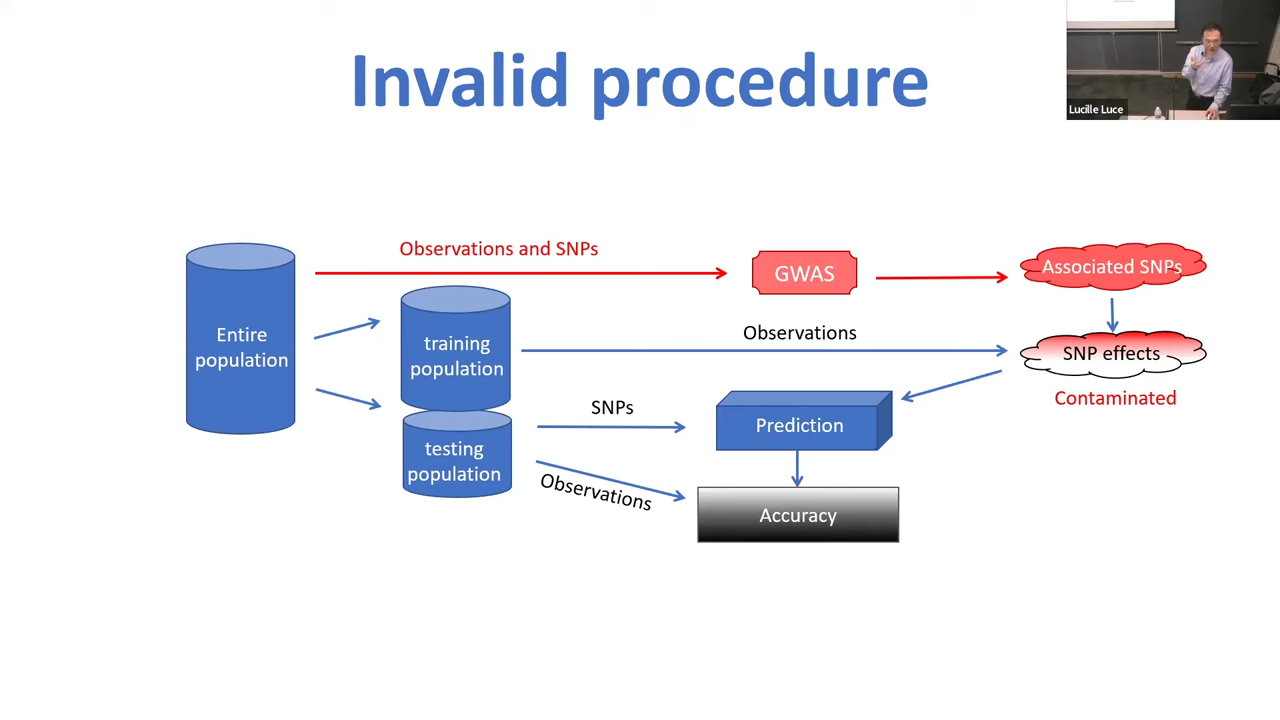 Invalid procedure
Lucille Luce
Observations and SNPs
GWAS
Associated SNPs
Entire
population
training
population
Observations
SNP effects
Contaminated
SNPs
Prediction
testing
population
Observations
Accuracy